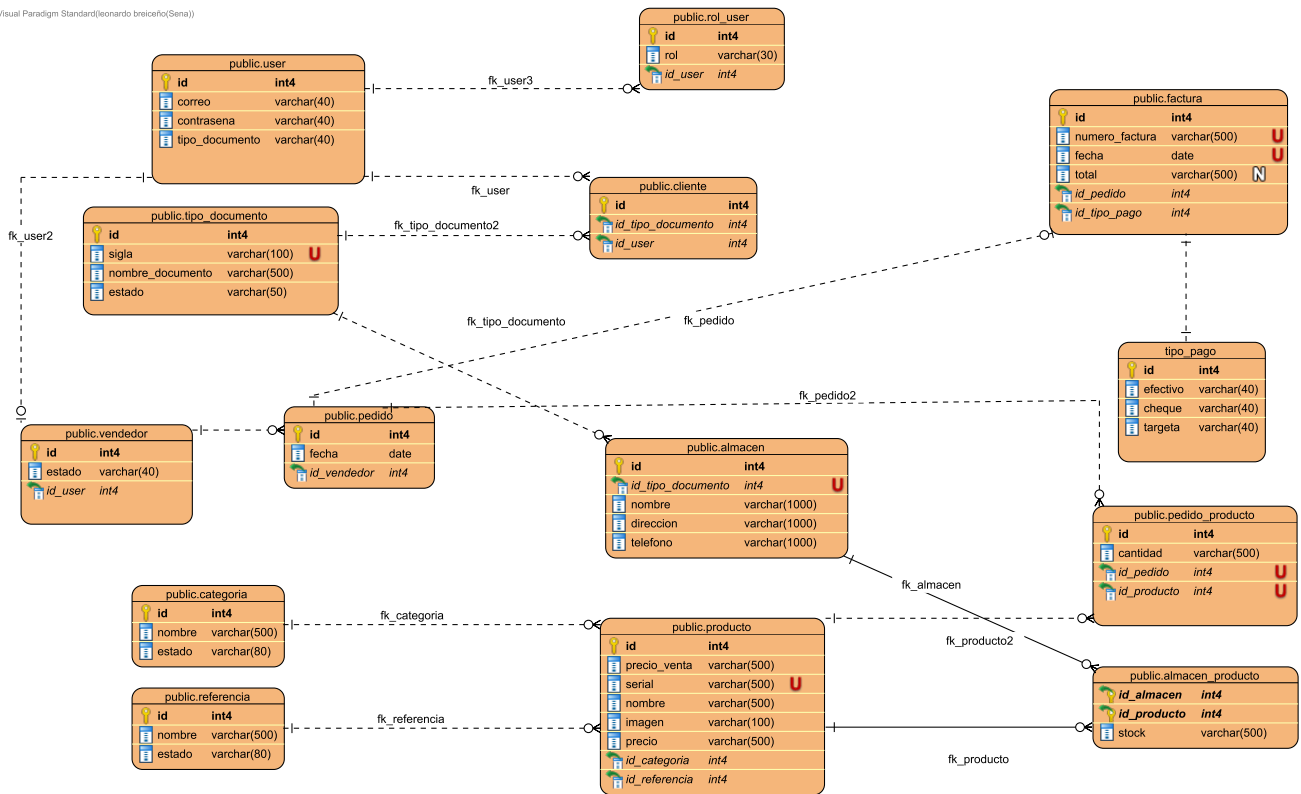 Visual Paradigm Standard(leonardo breiceño(Sena))
public.rol_user
id int4
rol varchar(30)
id_user int4
public.user
id int4
correo varchar(40)
contrasena varchar(40)
tipo_documento varchar(40)
fk_user3
public.factura
id int4
numero_factura varchar(500) U
fecha date U
total varchar(500) N
id_pedido int4
id_tipo_pago int4
fk_user
public.cliente
id int4
id_tipo_documento int4
id_user int4
public.tipo_documento
id int4
sigla varchar(100) U
nombre_documento varchar(500)
estado varchar(50)
fk_tipo_documento2
fk_user2
fk_tipo_documento
fk_pedido
tipo_pago
id int4
efectivo varchar(40)
cheque varchar(40)
targeta varchar(40)
fk_pedido2
public.vendedor
id int4
estado varchar(40)
id_user int4
public.pedido
id int4
fecha date
id_vendedor int4
public.almacen
id int4
id_tipo_documento int4 U
nombre varchar(1000)
direccion varchar(1000)
telefono varchar(1000)
public.pedido_producto
id int4
cantidad varchar(500)
id_pedido int4 U
id_producto int4 U
fk_almacen
public.categoria
id int4
nombre varchar(500)
estado varchar(80)
fk_categoria
public.producto
id int4
precio_venta varchar(500)
serial varchar(500) U
nombre varchar(500)
imagen varchar(100)
precio varchar(500)
id_categoria int4
id_referencia int4
fk_producto2
public.almacen_producto
id_almacen int4
id_producto int4
stock varchar(500)
public.referencia
id int4
nombre varchar(500)
estado varchar(80)
fk_referencia
fk_producto